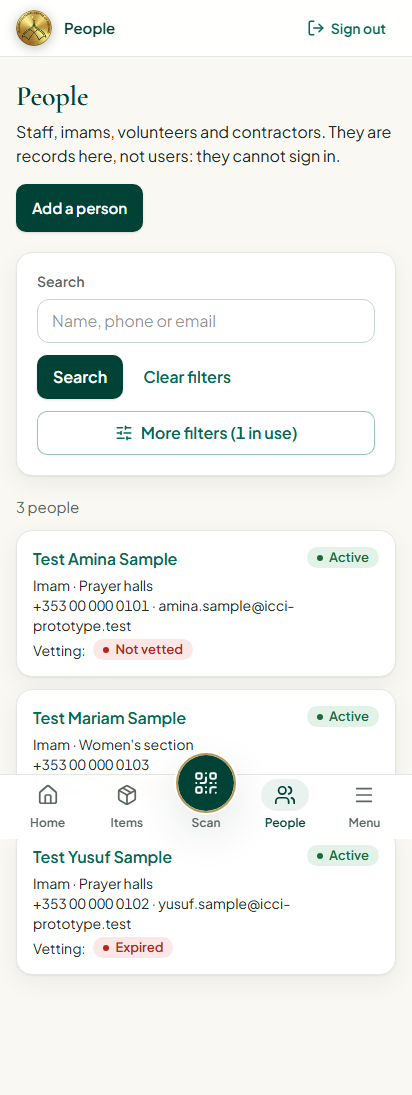 People
Sign out
People
Staff, imams, volunteers and contractors. They are
records here, not users: they cannot sign in.
Add a person
Search
Name, phone or email
Search
Clear filters
More filters (1 in use)
3 people
Test Amina Sample
Active
Imam · Prayer halls
+353 00 000 0101 · amina.sample@icci-
prototype.test
Vetting:
Not vetted
Test Mariam Sample
Active
Imam · Women's section
+353 00 000 0103
Home
Items
Scan
People
Menu
Test Yusuf Sample
Active
Imam · Prayer halls
+353 00 000 0102 · yusuf.sample@icci-
prototype.test
Vetting:
Expired